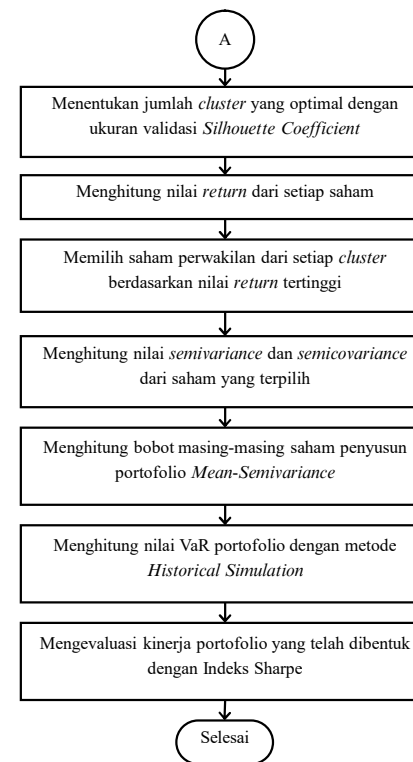 A
Menentukan jumlah cluster yang optimal dengan
ukuran validasi Silhouette Coefficient
Menghitung nilai return dari setiap saham
Memilih saham perwakilan dari setiap cluster
berdasarkan nilai return tertinggi
Menghitung nilai semivariance dan semicovariance
dari saham yang terpilih
Menghitung bobot masing-masing saham penyusun
portofolio Mean-Semivariance
Menghitung nilai VaR portofolio dengan metode
Historical Simulation
Mengevaluasi kinerja portofolio yang telah dibentuk
dengan Indeks Sharpe
Selesai